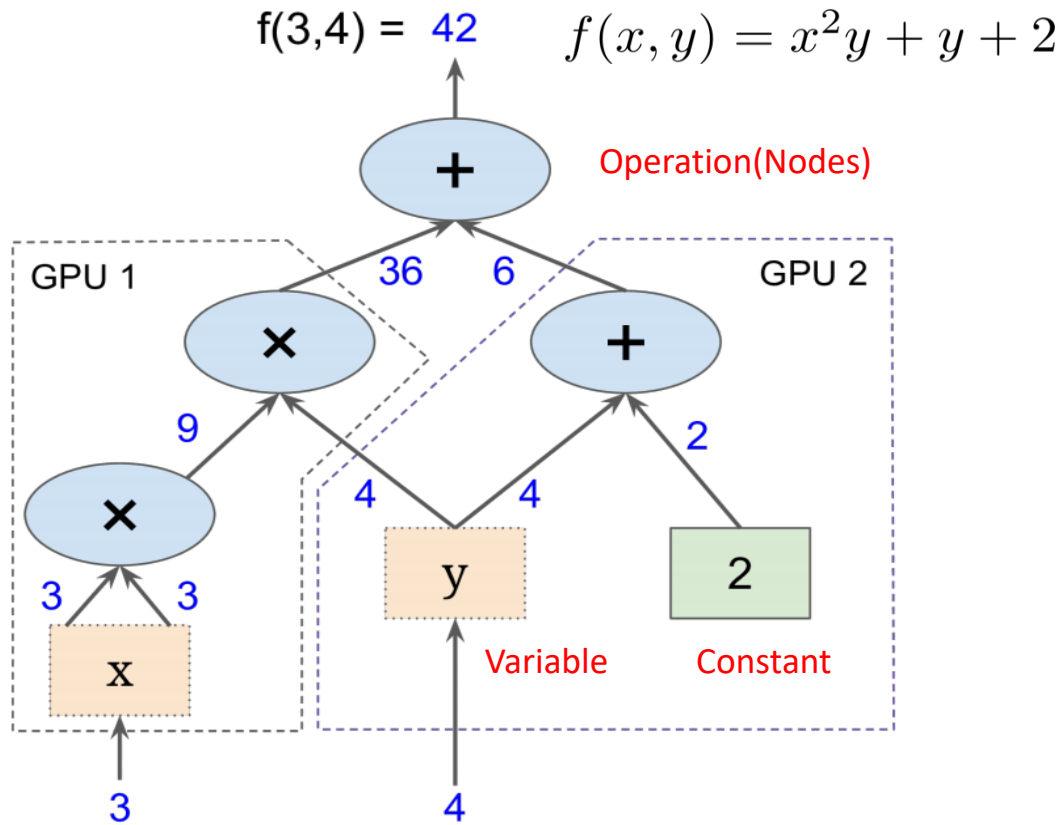 f(3,4) = 42
f(x, y) = x²y + y + 2
+
Operation(Nodes)
GPU 1
36
6
GPU 2
×
+
9
2
4
4
×
y
2
3
3
Variable
Constant
x
3
4